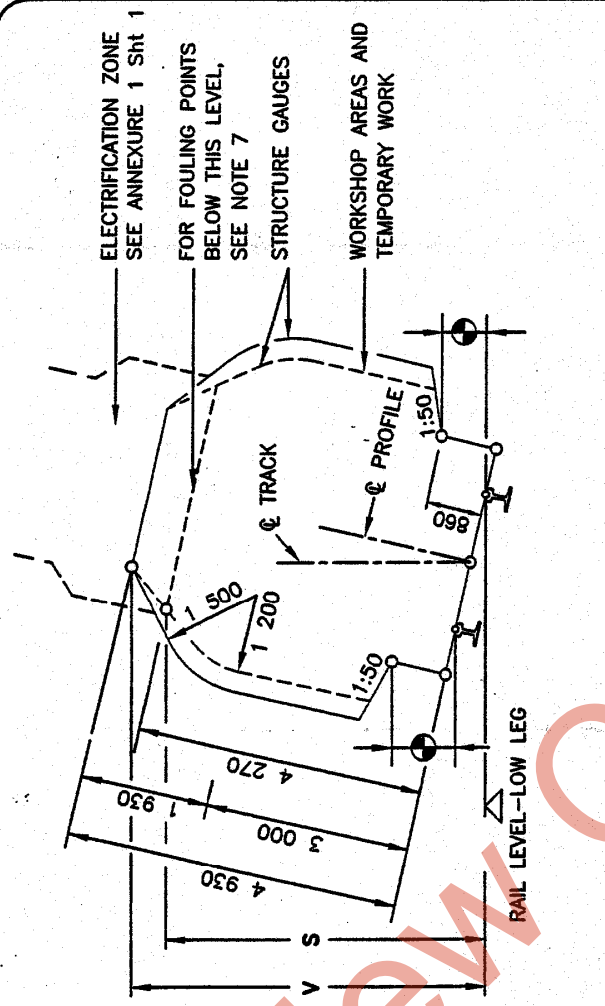 ELECTRIFICATION ZONE
SEE ANNEXURE 1 Sht 1
FOR FOULING POINTS
BELOW THIS LEVEL,
SEE NOTE 7
STRUCTURE GAUGES
WORKSHOP AREAS AND
TEMPORARY WORK
℄ TRACK
℄ PROFILE
1 500
1 200
1:50
1:50
860
4 270
1 930
3 000
4 930
S
V
RAIL LEVEL-LOW LEG